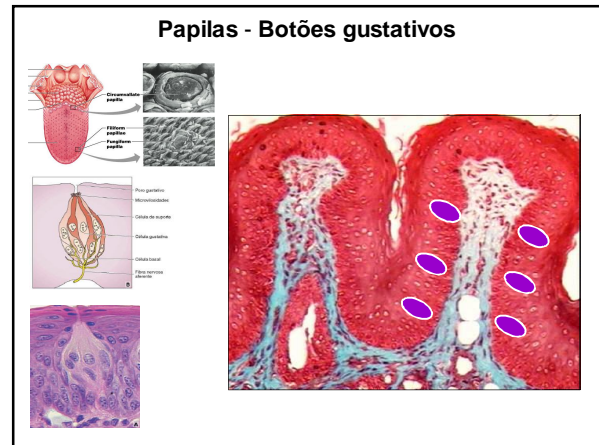 Papilas - Botões gustativos
Circumvallate
papilla
Filiform
papillae
Fungiform
papilla
Poro gustativo
Microvilosidades
Célula de suporte
Célula gustativa
Célula basal
Fibra nervosa
aferente
B
A